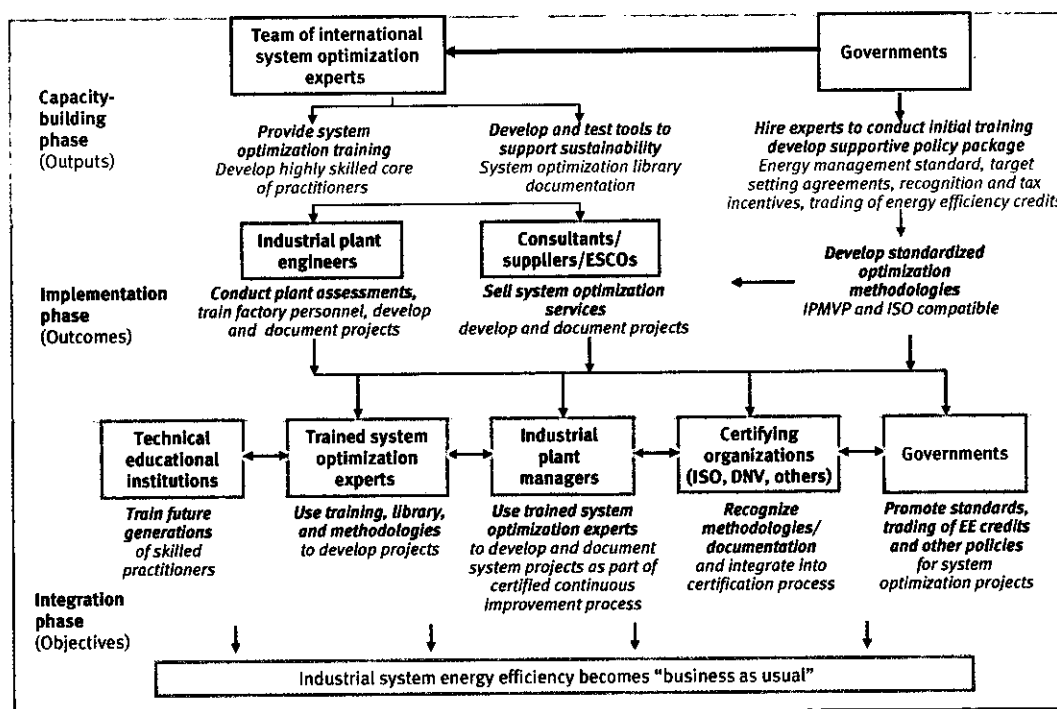 Team of international
system optimization
experts
Governments
Capacity-
building
phase
(Outputs)
Provide system
optimization training
Develop highly skilled core
of practitioners
Develop and test tools to
support sustainability
System optimization library
documentation
Hire experts to conduct initial training
develop supportive policy package
Energy management standard, target
setting agreements, recognition and tax
incentives, trading of energy efficiency credits
Industrial plant
engineers
Consultants/
suppliers/ESCOs
Develop standardized
optimization
methodologies
IPMVP and ISO compatible
Implementation
phase
(Outcomes)
Conduct plant assessments,
train factory personnel, develop
and document projects
Sell system optimization
services
develop and document projects
Technical
educational
institutions
Trained system
optimization
experts
Industrial
plant
managers
Certifying
organizations
(ISO, DNV, others)
Governments
Train future
generations
of skilled
practitioners
Use training, library,
and methodologies
to develop projects
Use trained system
optimization experts
to develop and document
system projects as part of
certified continuous
improvement process
Recognize
methodologies/
documentation
and integrate into
certification process
Promote standards,
trading of EE credits
and other policies
for system
optimization projects
Integration
phase
(Objectives)
Industrial system energy efficiency becomes “business as usual”